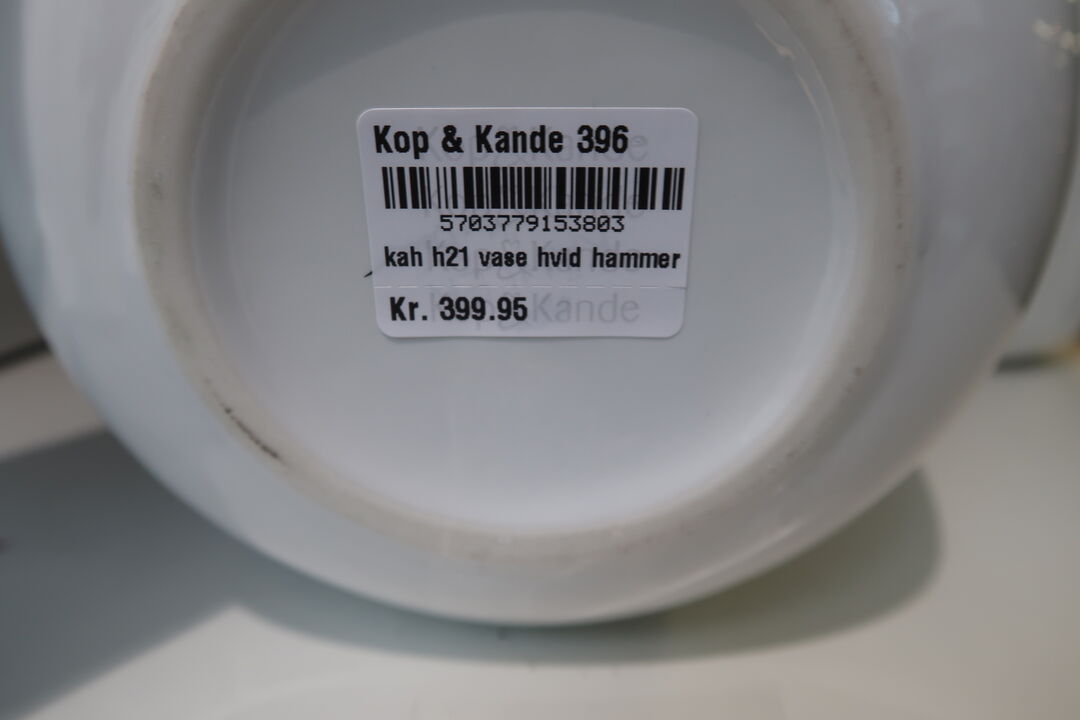 Kop & Kande 396
5703779153803
kah h21 vase hvid hammer
Kr. 399.95